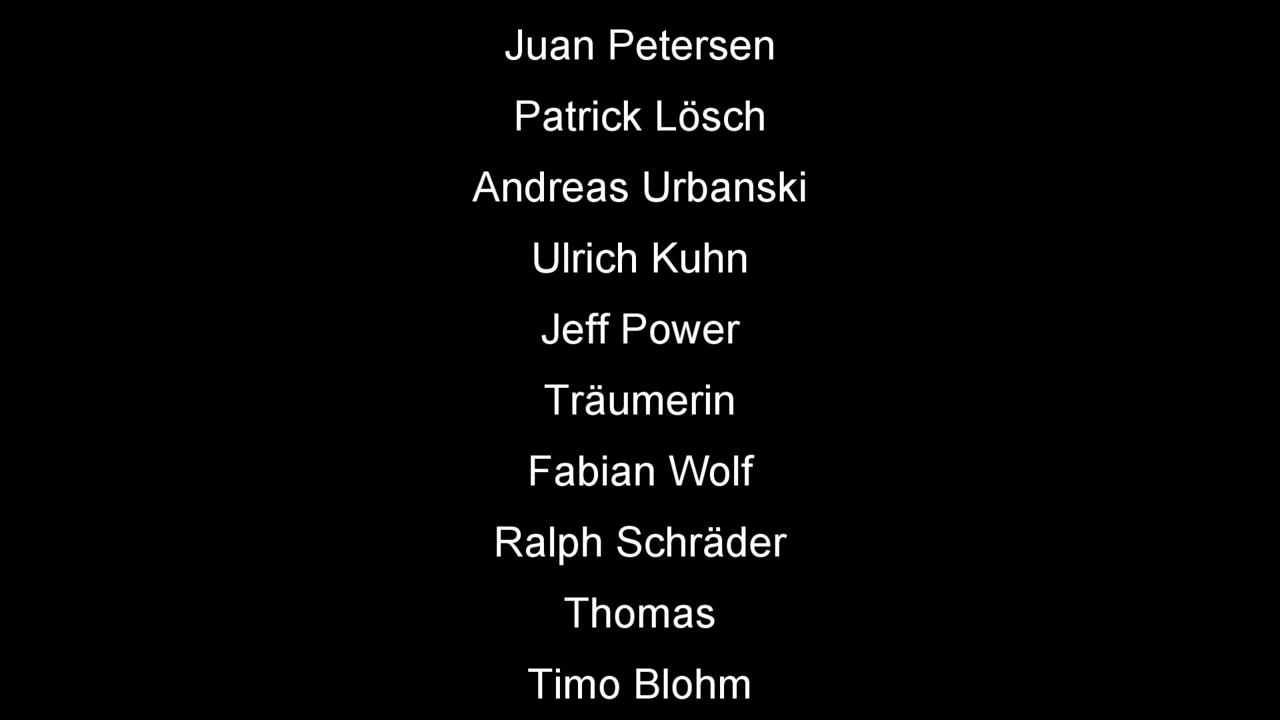 Juan Petersen
Patrick Lösch
Andreas Urbanski
Ulrich Kuhn
Jeff Power
Träumerin
Fabian Wolf
Ralph Schräder
Thomas
Timo Blohm